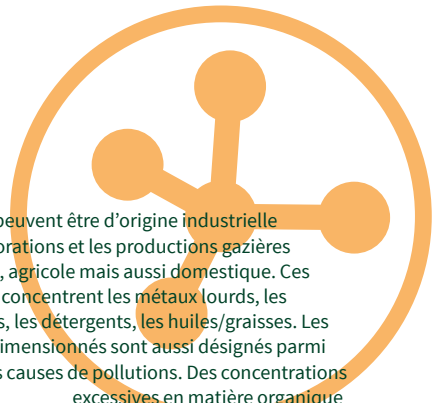 peuvent être d’origine industrielle
orations et les productions gazières
, agricole mais aussi domestique. Ces
concentrent les métaux lourds, les
s, les détergents, les huiles/graisses. Les
imensionnés sont aussi désignés parmi
s causes de pollutions. Des concentrations
excessives en matière organique